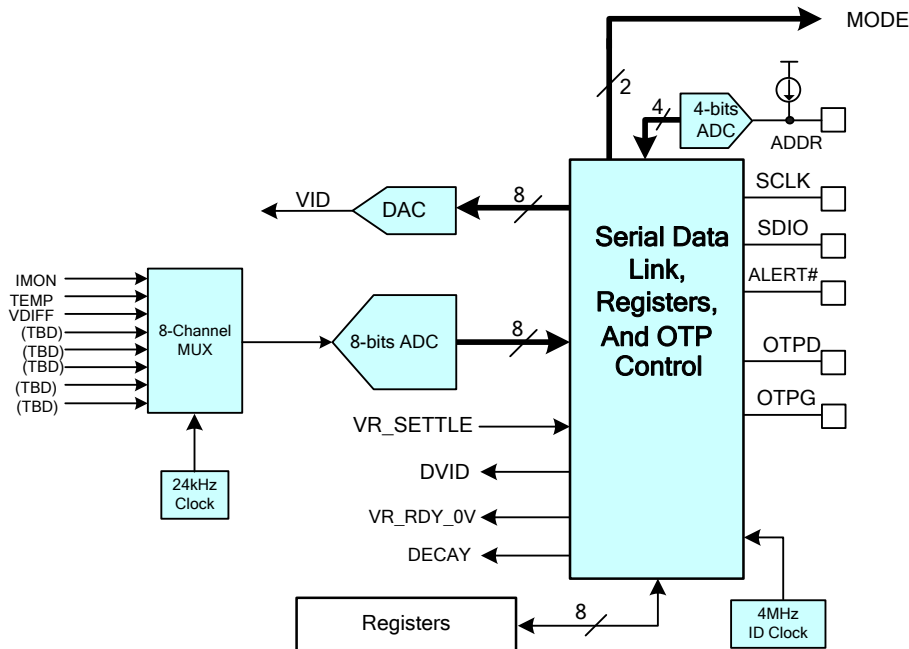 MODE
2
4
4-bits
ADC
ADDR
SCLK
VID
DAC
8
SDIO
Serial Data
Link,
Registers,
And OTP
Control
ALERT#
IMON
TEMP
VDIFF
(TBD)
(TBD)
(TBD)
(TBD)
(TBD)
8-Channel
MUX
8-bits ADC
8
OTPD
OTPG
VR_SETTLE
DVID
24kHz
Clock
VR_RDY_0V
DECAY
Registers
8
4MHz
ID Clock